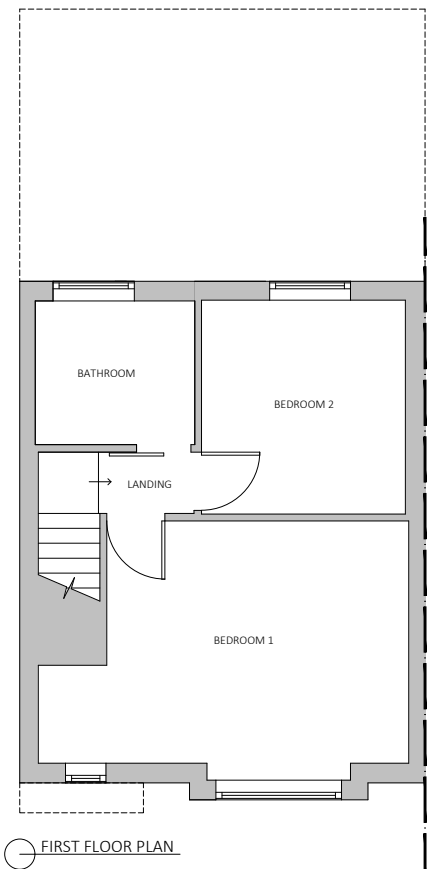 BATHROOM
BEDROOM 2
LANDING
BEDROOM 1
FIRST FLOOR PLAN